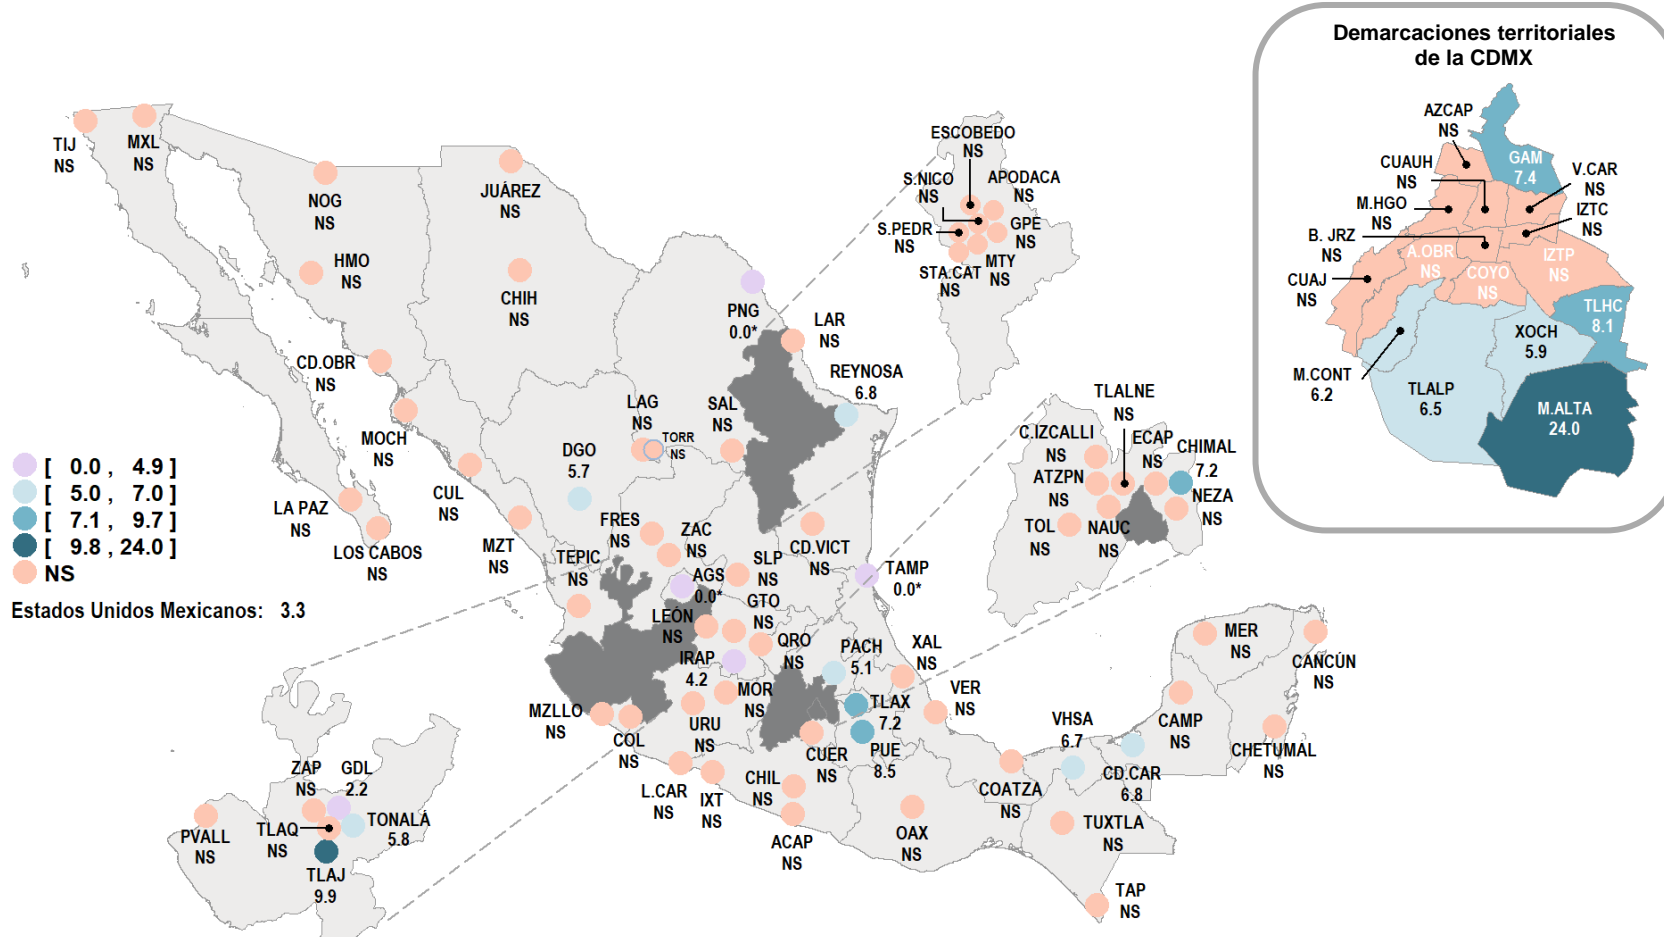 Demarcaciones territoriales
de la CDMX
AZCAP
NS
GAM
7.4
CUAUH
NS
V.CAR
NS
M.HGO
NS
IZTC
NS
B. JRZ
NS
A.OBR
NS
COYO
NS
IZTP
NS
CUAJ
NS
TLHC
8.1
XOCH
5.9
M.CONT
6.2
TLALP
6.5
M.ALTA
24.0
TIJ
NS
MXL
NS
NOG
NS
JUÁREZ
NS
HMO
NS
CHIH
NS
CD.OBR
NS
MOCH
NS
LA PAZ
NS
LOS CABOS
NS
CUL
NS
MZT
NS
PNG
0.0*
LAR
NS
REYNOSA
6.8
LAG
NS
TORR
NS
SAL
NS
DGO
5.7
FRES
NS
ZAC
NS
TEPIC
NS
AGS
0.0*
SLP
NS
CD.VICT
NS
TAMP
0.0*
LEÓN
NS
GTO
NS
QRO
NS
IRAP
4.2
PACH
5.1
XAL
NS
MZLLO
NS
COL
NS
URU
NS
MOR
NS
TLAX
7.2
VER
NS
CUER
NS
PUE
8.5
L.CAR
NS
IXT
NS
CHIL
NS
ACAP
NS
OAX
NS
COATZA
NS
VHSA
6.7
CD.CAR
6.8
TUXTLA
NS
TAP
NS
CAMP
NS
MER
NS
CANCÚN
NS
CHETUMAL
NS
ESCOBEDO
NS
S.NICO
NS
APODACA
NS
S.PEDR
NS
GPE
NS
STA.CAT
NS
MTY
NS
TLALNE
NS
C.IZCALLI
NS
ECAP
NS
CHIMAL
7.2
ATZPN
NS
NEZA
NS
TOL
NS
NAUC
NS
ZAP
NS
GDL
2.2
PVALL
NS
TLAQ
NS
TONALÁ
5.8
TLAJ
9.9
[ 0.0 , 4.9 ]
[ 5.0 , 7.0 ]
[ 7.1 , 9.7 ]
[ 9.8 , 24.0 ]
NS
Estados Unidos Mexicanos: 3.3